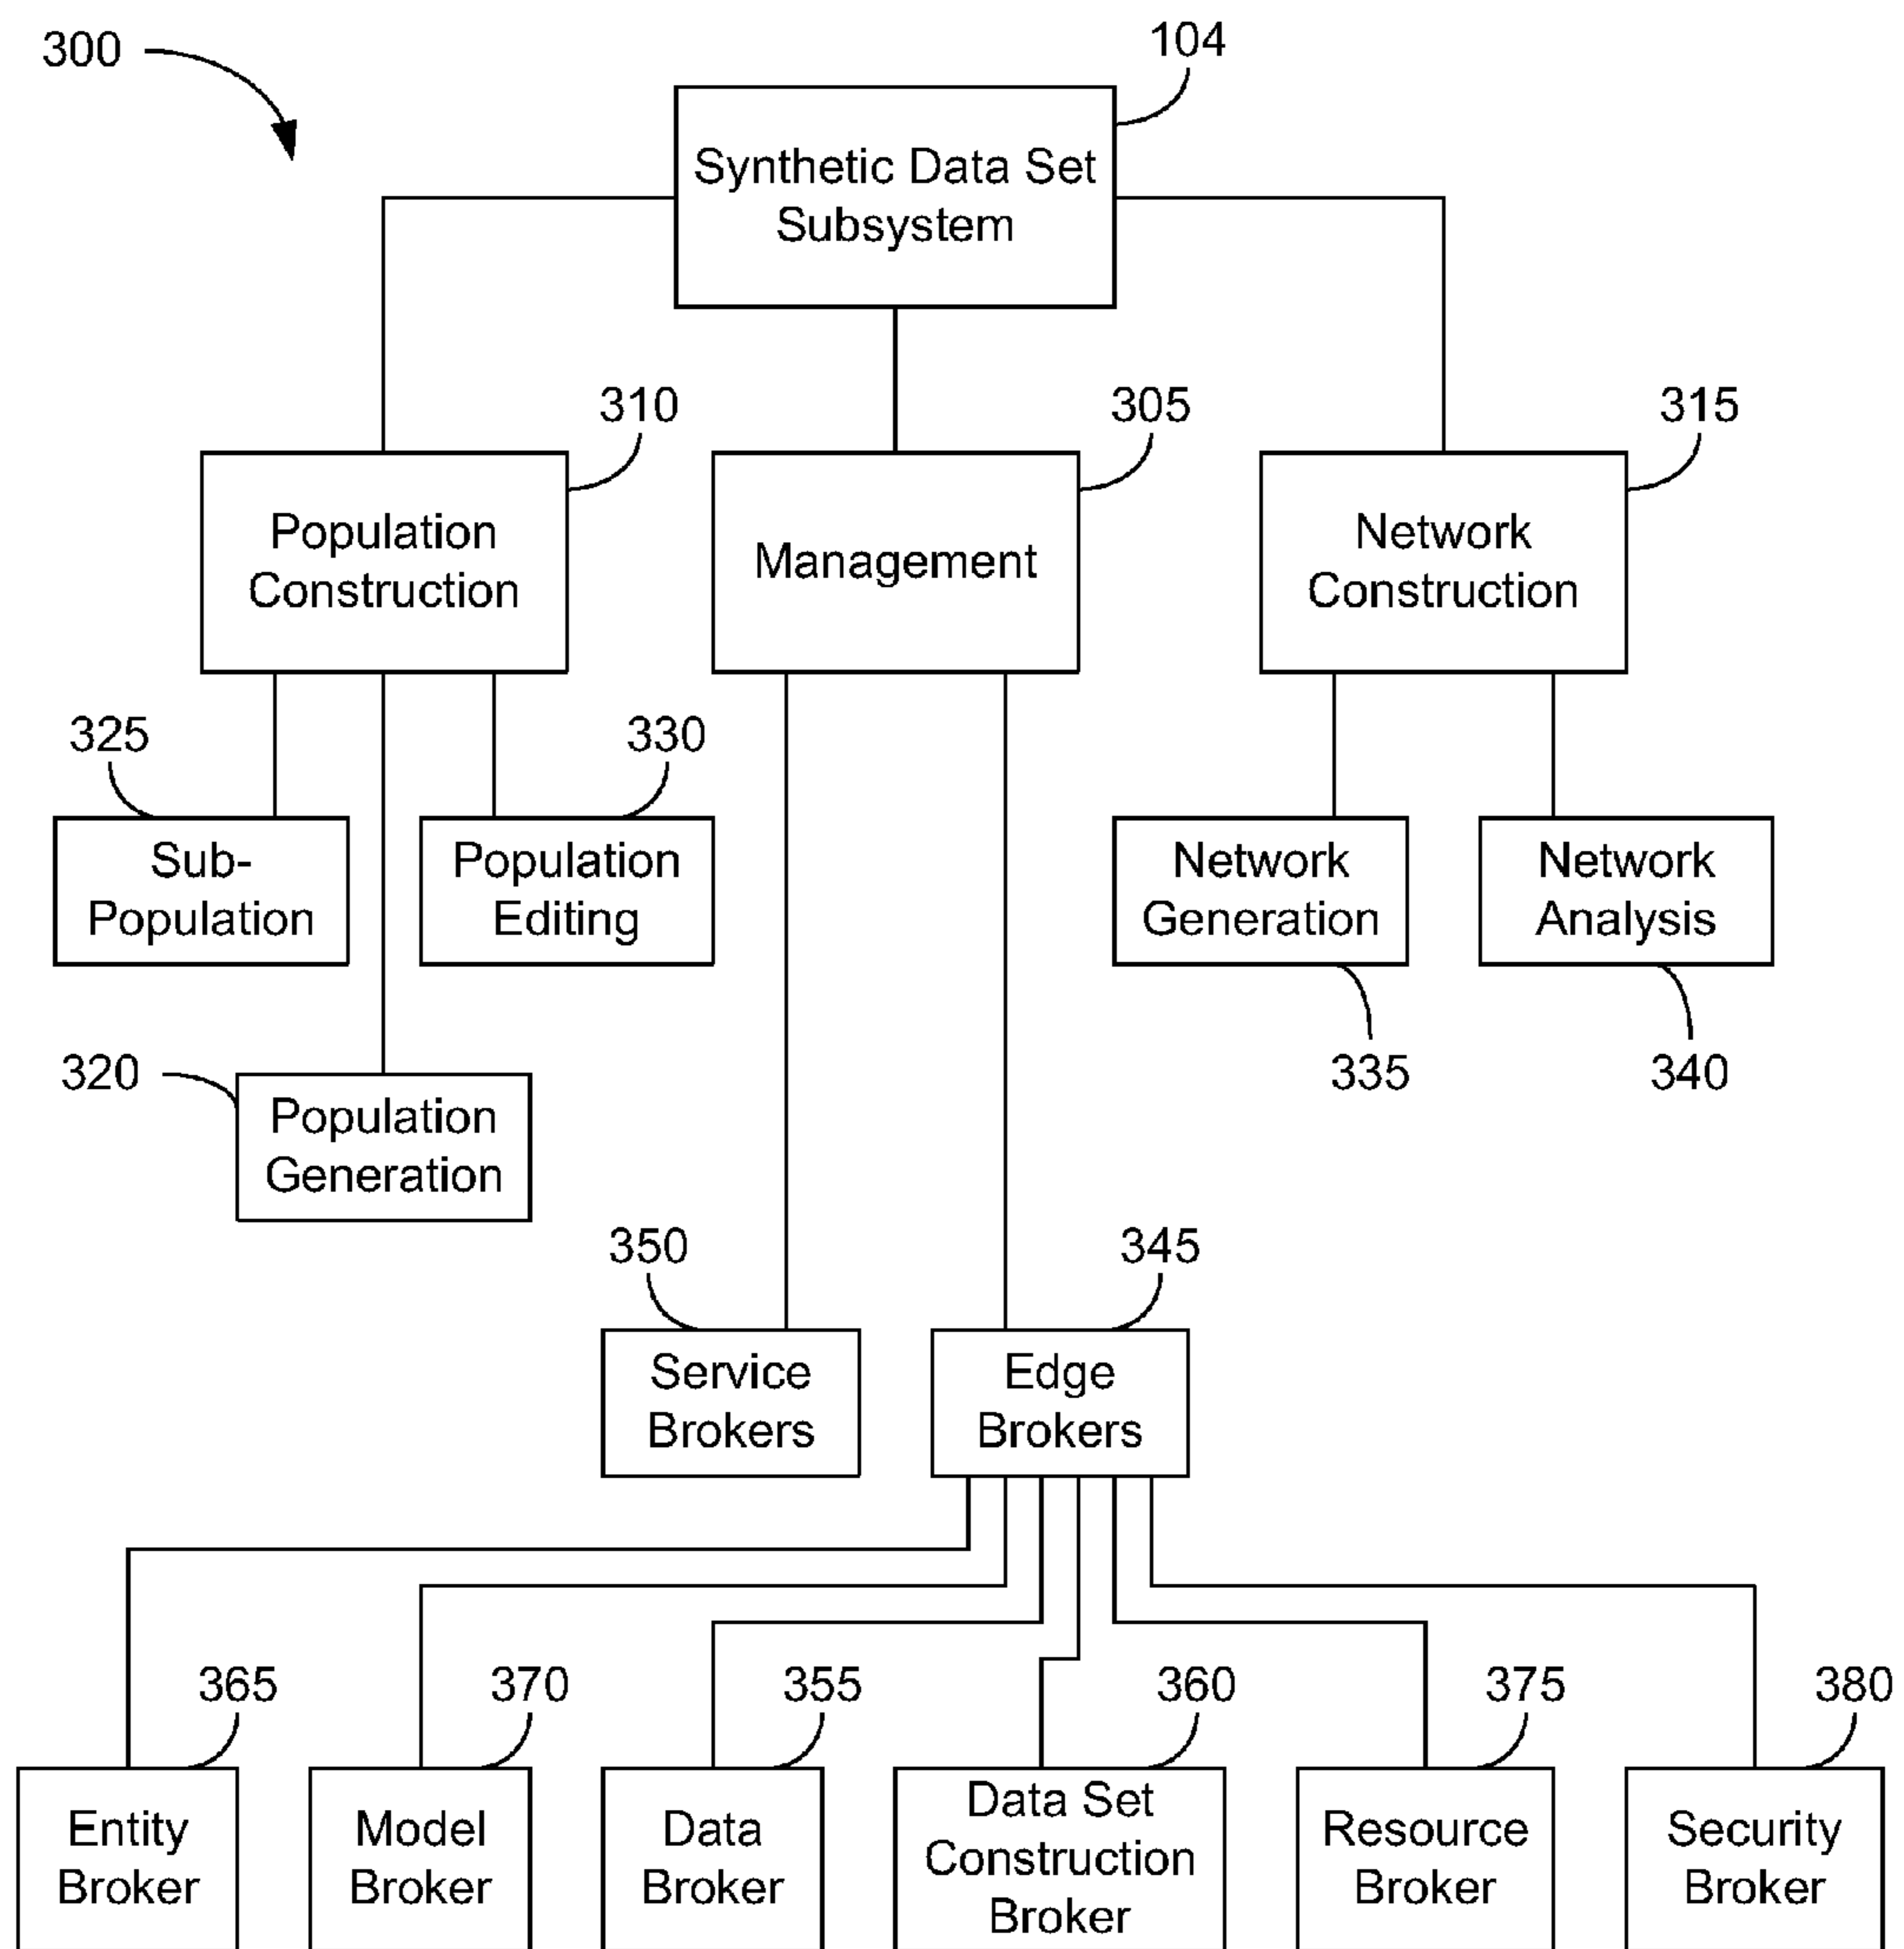 300
104
Synthetic Data Set
Subsystem
310
305
315
Population
Construction
Management
Network
Construction
325
330
Sub-
Population
Population
Editing
Network
Generation
Network
Analysis
335
340
320
Population
Generation
350
345
Service
Brokers
Edge
Brokers
365
370
355
360
375
380
Entity
Broker
Model
Broker
Data
Broker
Data Set
Construction
Broker
Resource
Broker
Security
Broker